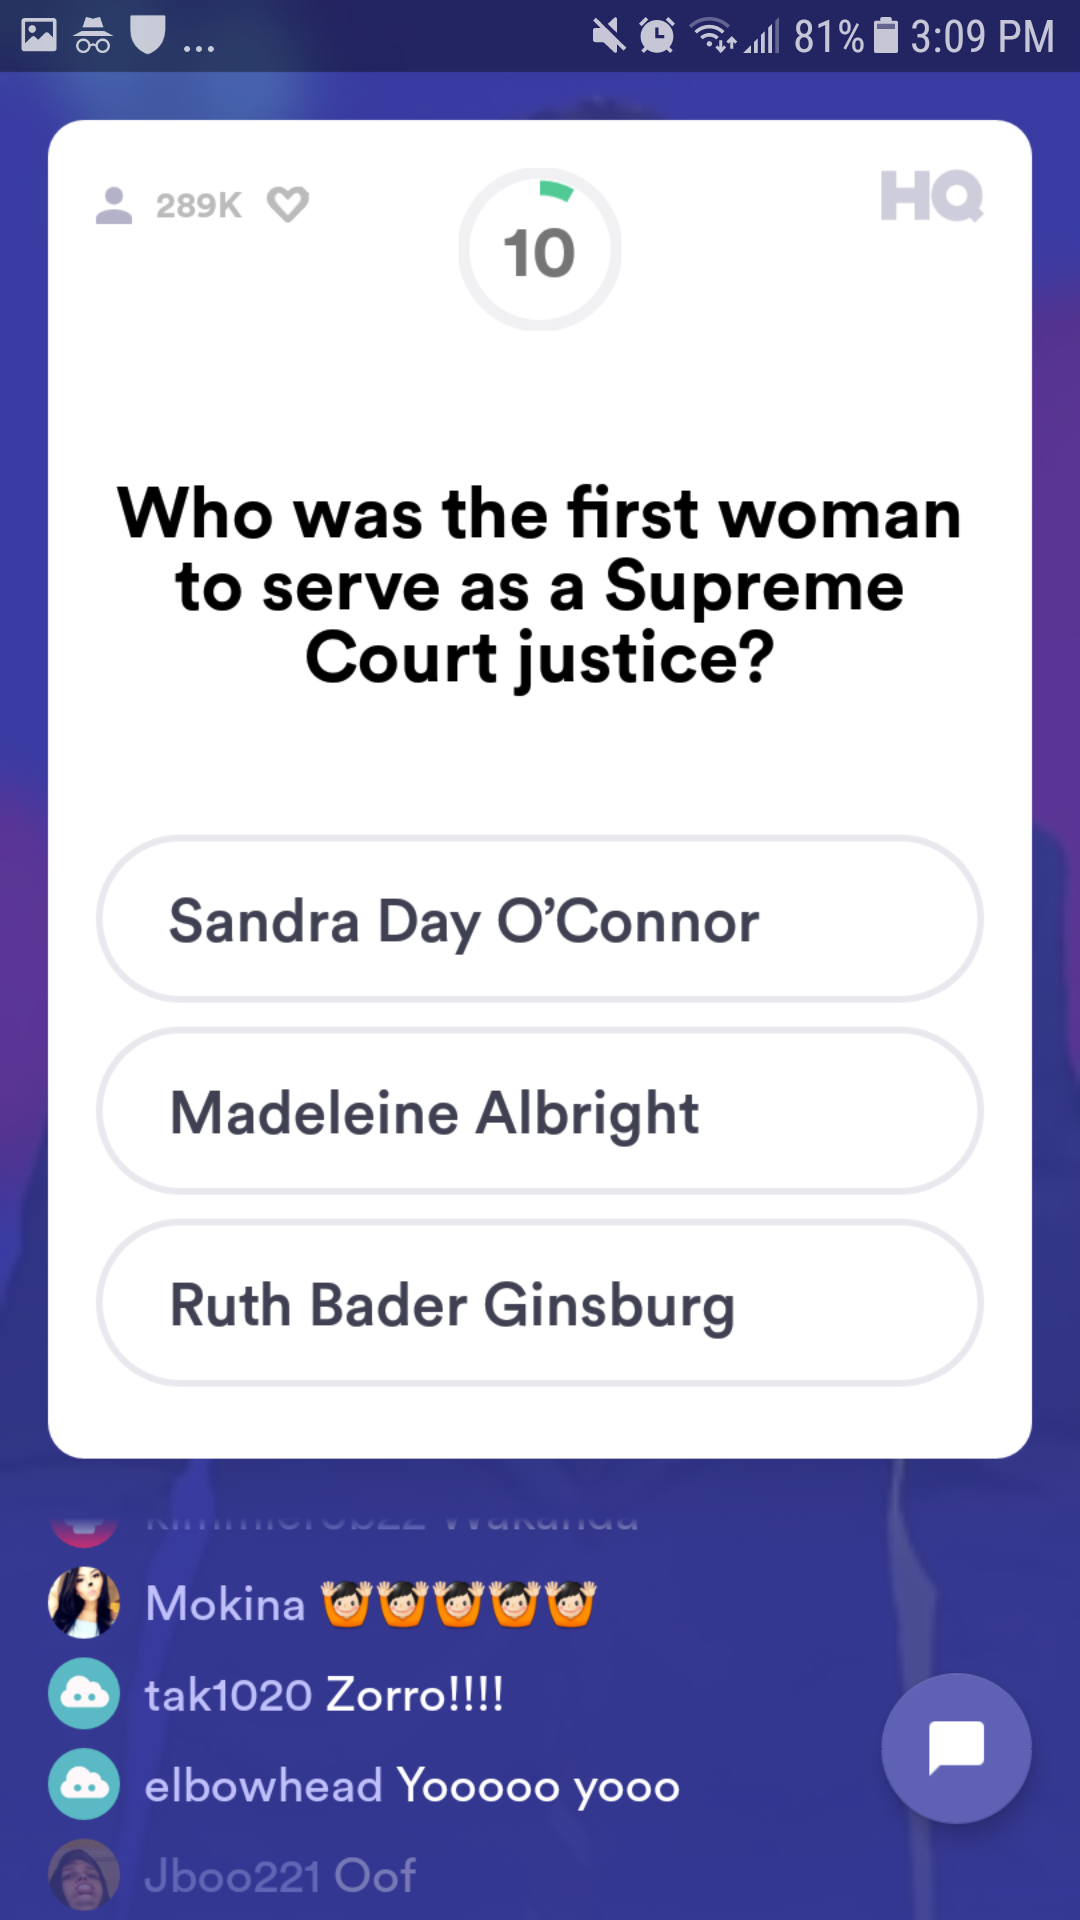 ... 81% 3:09 PM
289K
10
HQ
Who was the first woman
to serve as a Supreme
Court justice?
Sandra Day O’Connor
Madeleine Albright
Ruth Bader Ginsburg
Wakanda
Mokina 🙌🏻🙌🏻🙌🏻🙌🏻🙌🏻
tak1020 Zorro!!!!
elbowhead Yooooo yooo
Jboo221 Oof